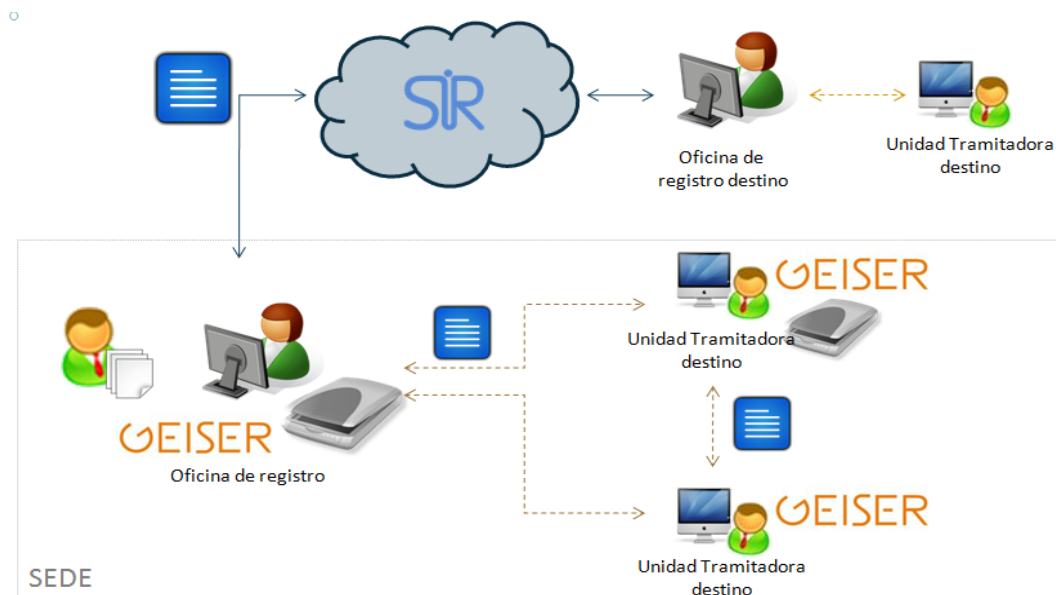 SIR
Oficina de
registro destino
Unidad Tramitadora
destino
GEISER
Unidad Tramitadora
destino
GEISER
Oficina de registro
GEISER
Unidad Tramitadora
destino
SEDE